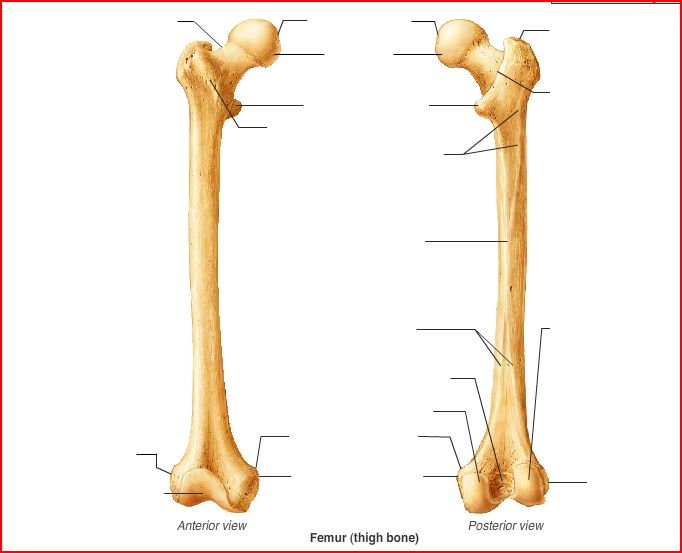 Anterior view
Posterior view
Femur (thigh bone)